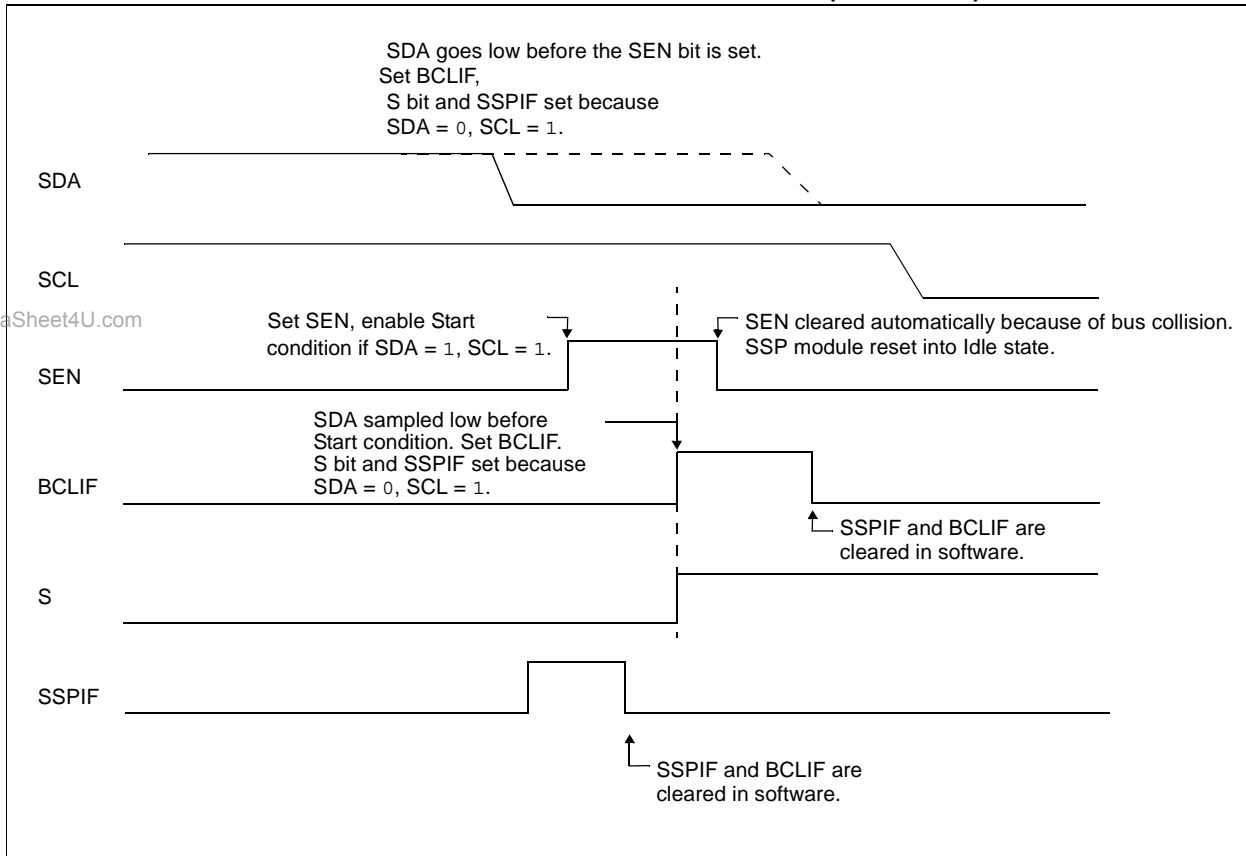 SDA goes low before the SEN bit is set.
Set BCLIF,
S bit and SSPIF set because
SDA = 0, SCL = 1.
SDA
SCL
aSheet4U.com
Set SEN, enable Start
condition if SDA = 1, SCL = 1.
SEN cleared automatically because of bus collision.
SSP module reset into Idle state.
SEN
SDA sampled low before
Start condition. Set BCLIF.
S bit and SSPIF set because
SDA = 0, SCL = 1.
BCLIF
SSPIF and BCLIF are
cleared in software.
S
SSPIF
SSPIF and BCLIF are
cleared in software.